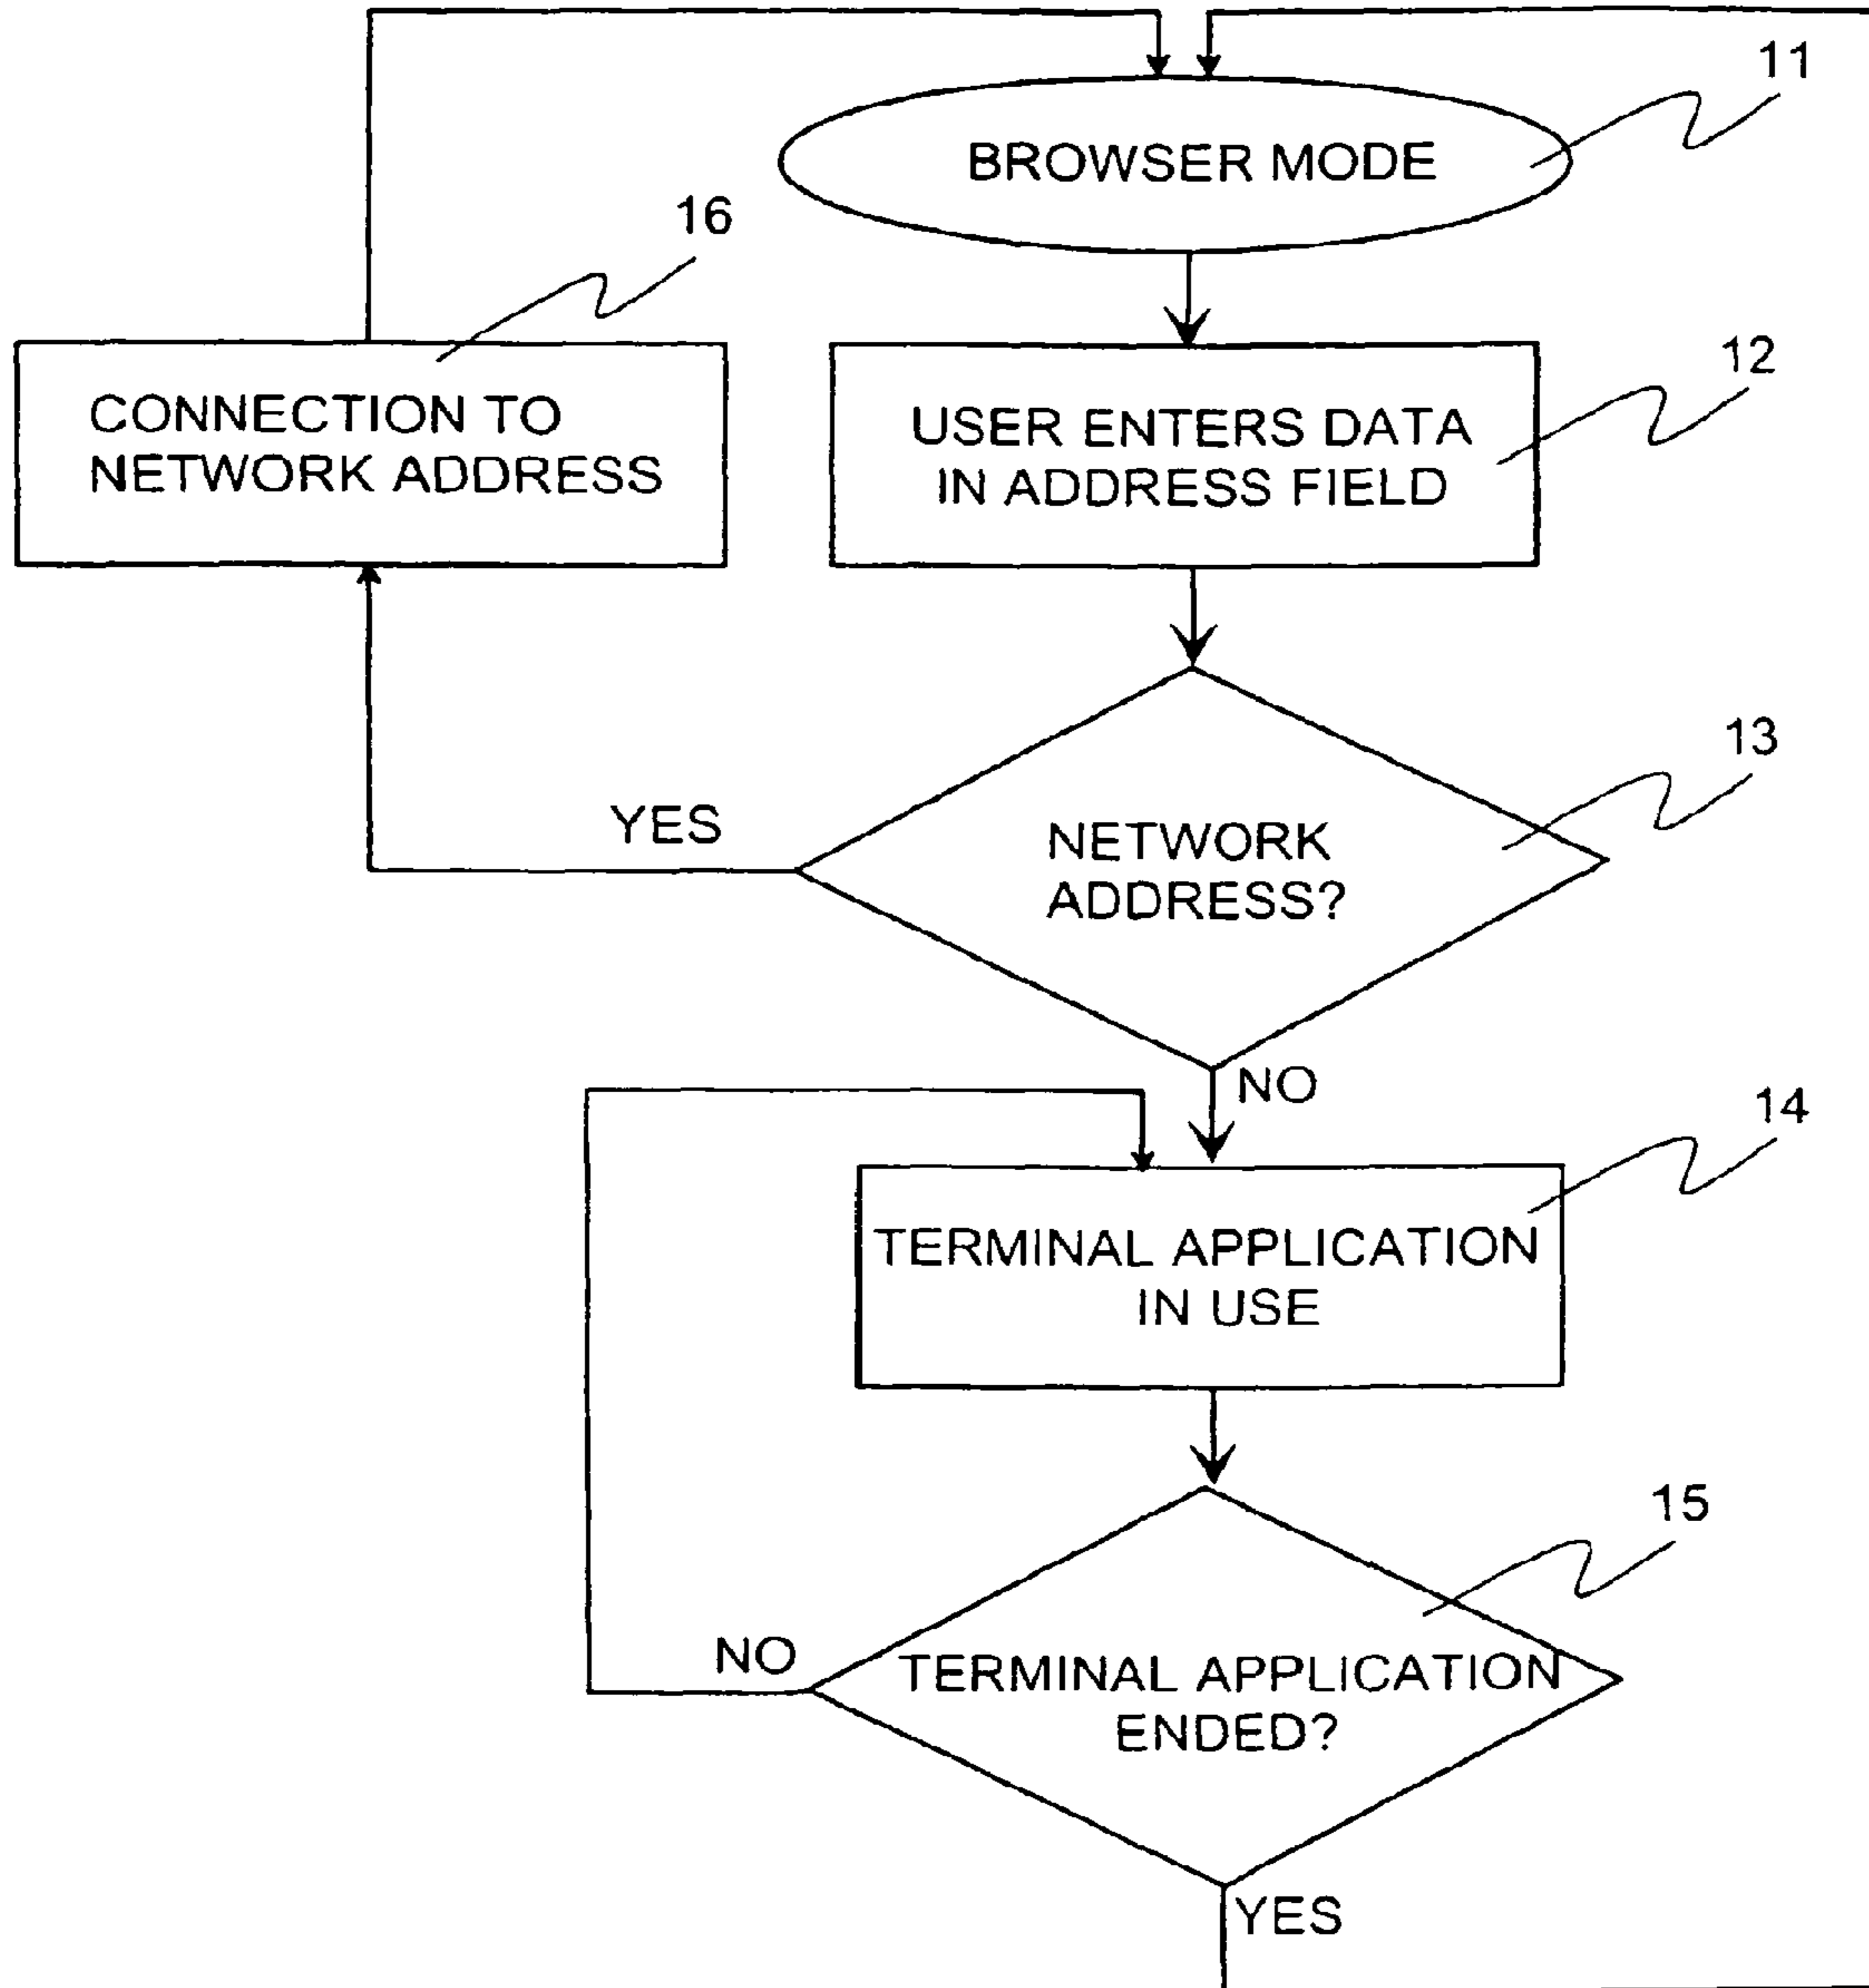 11
BROWSER MODE
16
CONNECTION TO
NETWORK ADDRESS
12
USER ENTERS DATA
IN ADDRESS FIELD
13
YES
NETWORK
ADDRESS?
NO
14
TERMINAL APPLICATION
IN USE
15
NO
TERMINAL APPLICATION
ENDED?
YES